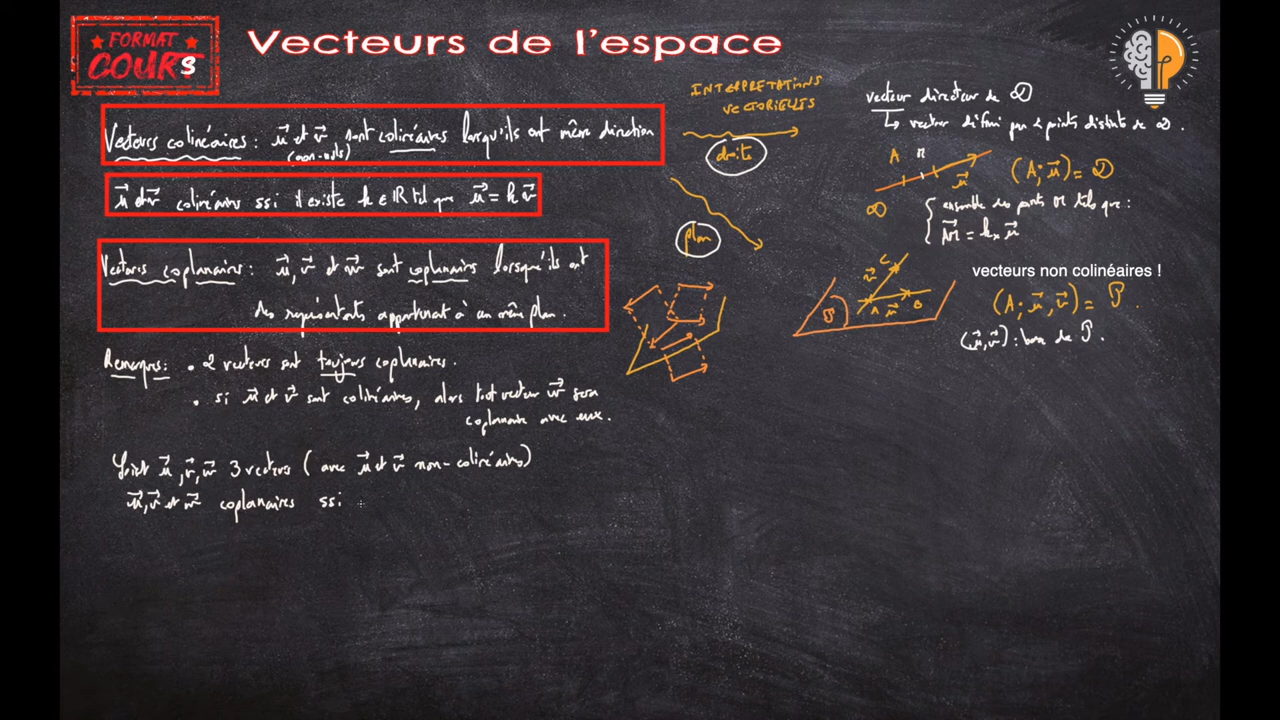 FORMAT
COURS
Vecteurs de l'espace
Vecteurs colinéaires : u⃗ et v⃗ sont colinéaires lorsqu'ils ont même direction
(non-nuls)
u⃗ et v⃗ colinéaires ssi il existe k ∈ ℝ tel que u⃗ = k v⃗
Vecteurs coplanaires : u⃗, v⃗ et w⃗ sont coplanaires lorsqu'ils ont
des représentants appartenant à un même plan.
Remarques : • 2 vecteurs sont toujours coplanaires.
• si u⃗ et v⃗ sont colinéaires, alors tout vecteur w⃗ sera
coplanaire avec eux.
Soient u⃗, v⃗, w⃗ 3 vecteurs (avec u⃗ et v⃗ non-colinéaires)
u⃗, v⃗ et w⃗ coplanaires ssi
INTERPRETATIONS
VECTORIELLES
droite
plan
vecteur directeur de D
↳ vecteur défini par 2 points distincts de D.
A M
u⃗
(A; u⃗) = D
D
ensemble des points M tels que :
AM⃗ = k × u⃗
vecteurs non colinéaires !
v⃗ C
P A u⃗ B
(A; u⃗, v⃗) = P.
(u⃗, v⃗) : base de P.